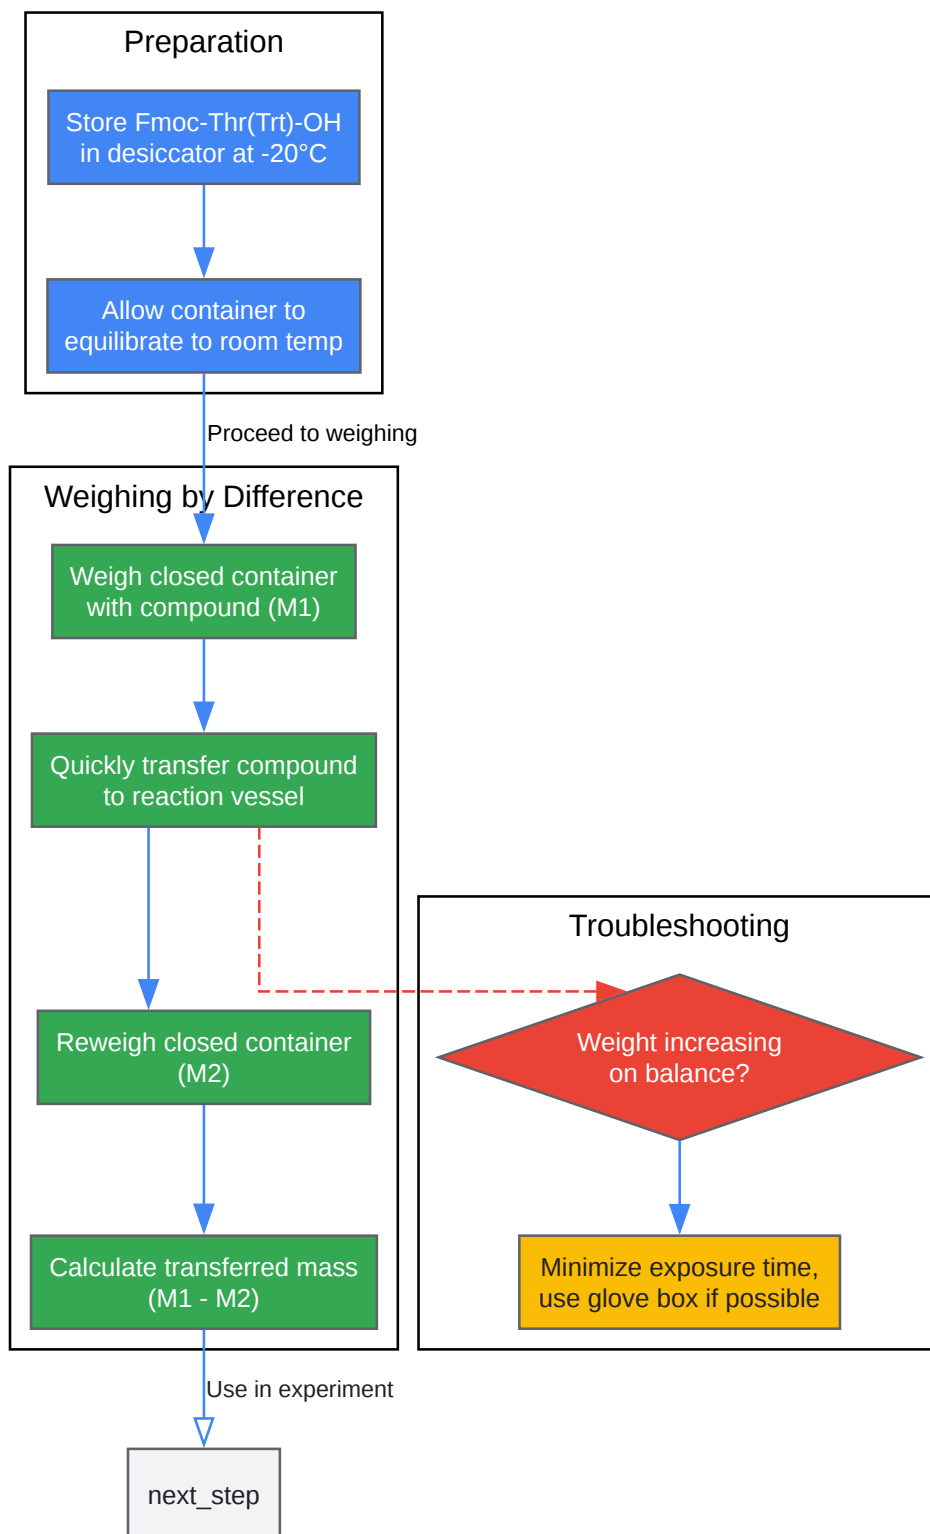 Preparation
Store Fmoc-Thr(Trt)-OH
in desiccator at -20°C
Allow container to
equilibrate to room temp
Proceed to weighing
Weighing by Difference
Weigh closed container
with compound (M1)
Quickly transfer compound
to reaction vessel
Reweigh closed container
(M2)
Calculate transferred mass
(M1 - M2)
Troubleshooting
Weight increasing
on balance?
Minimize exposure time,
use glove box if possible
Use in experiment
next_step